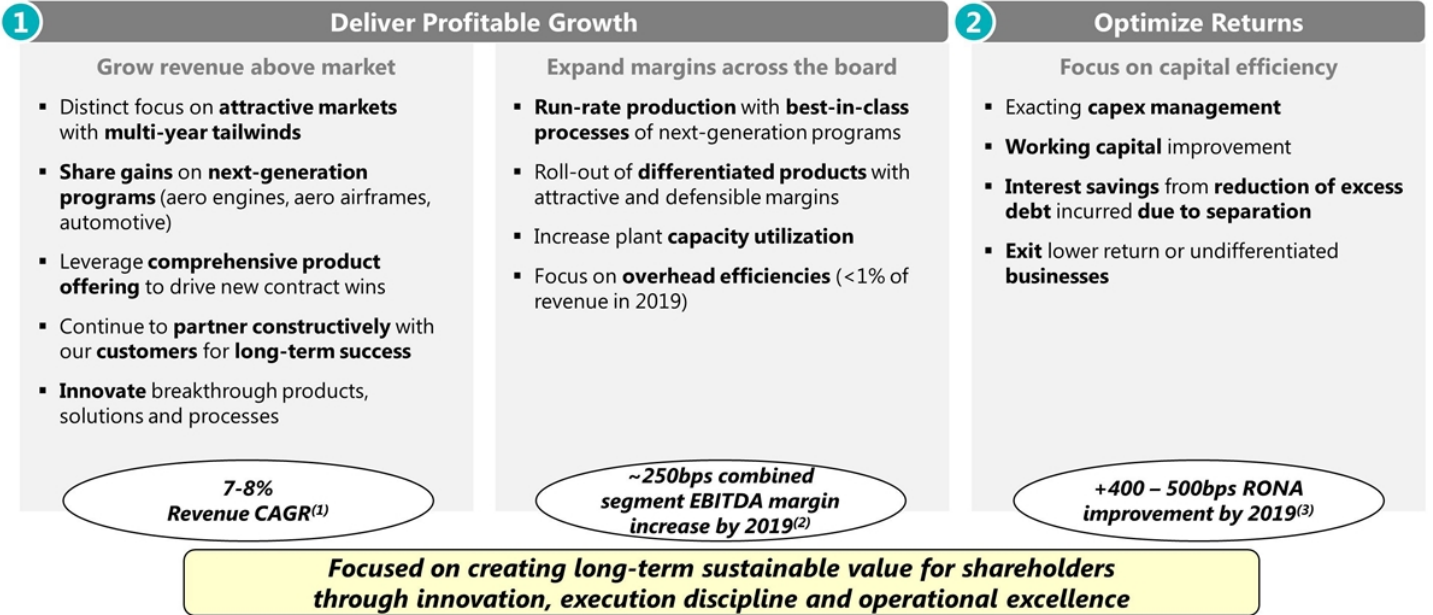 1
Deliver Profitable Growth
Grow revenue above market
▪ Distinct focus on attractive markets
with multi-year tailwinds
▪ Share gains on next-generation
programs (aero engines, aero airframes,
automotive)
▪ Leverage comprehensive product
offering to drive new contract wins
▪ Continue to partner constructively with
our customers for long-term success
▪ Innovate breakthrough products,
solutions and processes
7-8%
Revenue CAGR(1)
Expand margins across the board
▪ Run-rate production with best-in-class
processes of next-generation programs
▪ Roll-out of differentiated products with
attractive and defensible margins
▪ Increase plant capacity utilization
▪ Focus on overhead efficiencies (<1% of
revenue in 2019)
~250bps combined
segment EBITDA margin
increase by 2019(2)
2
Optimize Returns
Focus on capital efficiency
▪ Exacting capex management
▪ Working capital improvement
▪ Interest savings from reduction of excess
debt incurred due to separation
▪ Exit lower return or undifferentiated
businesses
+400 – 500bps RONA
improvement by 2019(3)
Focused on creating long-term sustainable value for shareholders
through innovation, execution discipline and operational excellence